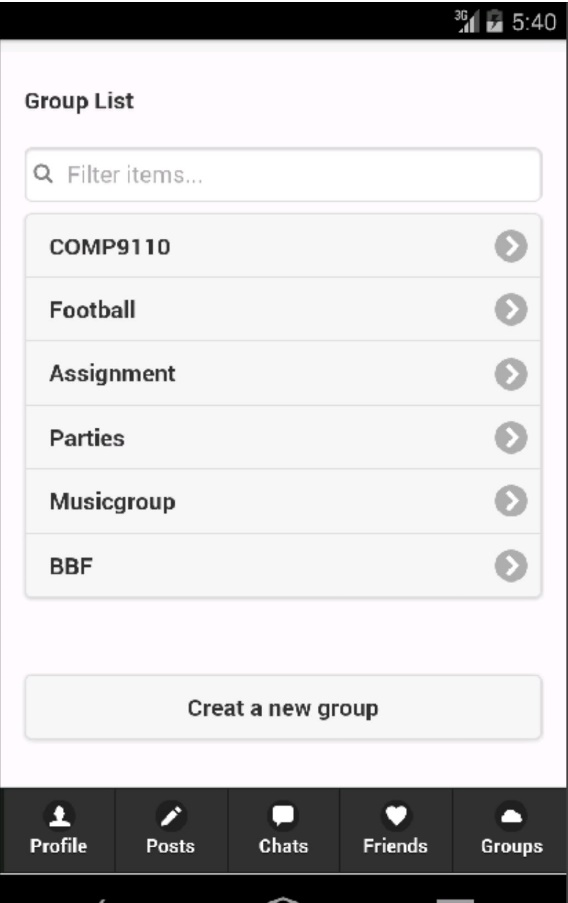 3G 5:40
Group List
Filter items...
COMP9110
Football
Assignment
Parties
Musicgroup
BBF
Creat a new group
Profile Posts Chats Friends Groups